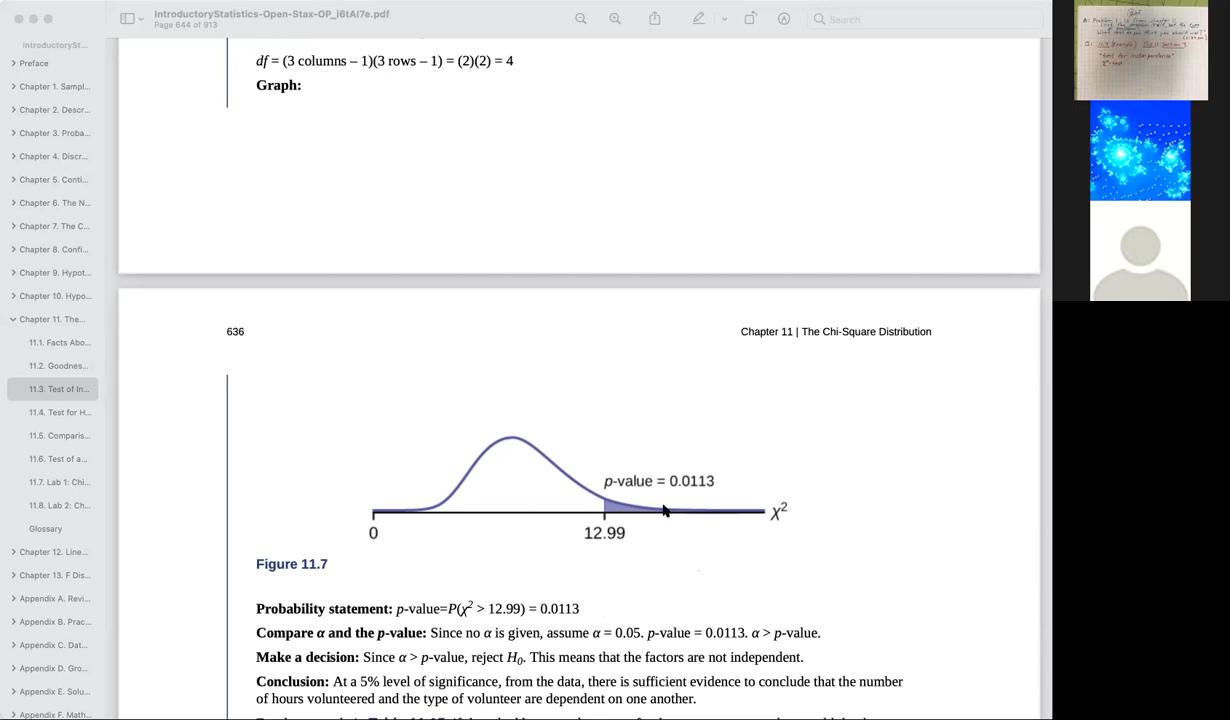 IntroductoryStatistics-Open-Stax-OP_i6tAI7e.pdf
Page 644 of 913
Search
IntroductorySt...
Preface
Chapter 1. Sampl...
Chapter 2. Descr...
Chapter 3. Proba...
Chapter 4. Discr...
Chapter 5. Conti...
Chapter 6. The N...
Chapter 7. The C...
Chapter 8. Confi...
Chapter 9. Hypot...
Chapter 10. Hypo...
Chapter 11. The...
11.1. Facts Abo...
11.2. Goodnes...
11.3. Test of In...
11.4. Test for H...
11.5. Comparis...
11.6. Test of a...
11.7. Lab 1: Chi...
11.8. Lab 2: Ch...
Glossary
Chapter 12. Line...
Chapter 13. F Dis...
Appendix A. Revi...
Appendix B. Prac...
Appendix C. Dat...
Appendix D. Gro...
Appendix E. Solu...
Appendix F. Math...
df = (3 columns – 1)(3 rows – 1) = (2)(2) = 4
Graph:
636
Chapter 11 | The Chi-Square Distribution
p-value = 0.0113
χ²
0
12.99
Figure 11.7
Probability statement: p-value=P(χ² > 12.99) = 0.0113
Compare α and the p-value: Since no α is given, assume α = 0.05. p-value = 0.0113. α > p-value.
Make a decision: Since α > p-value, reject H₀. This means that the factors are not independent.
Conclusion: At a 5% level of significance, from the data, there is sufficient evidence to conclude that the number
of hours volunteered and the type of volunteer are dependent on one another.